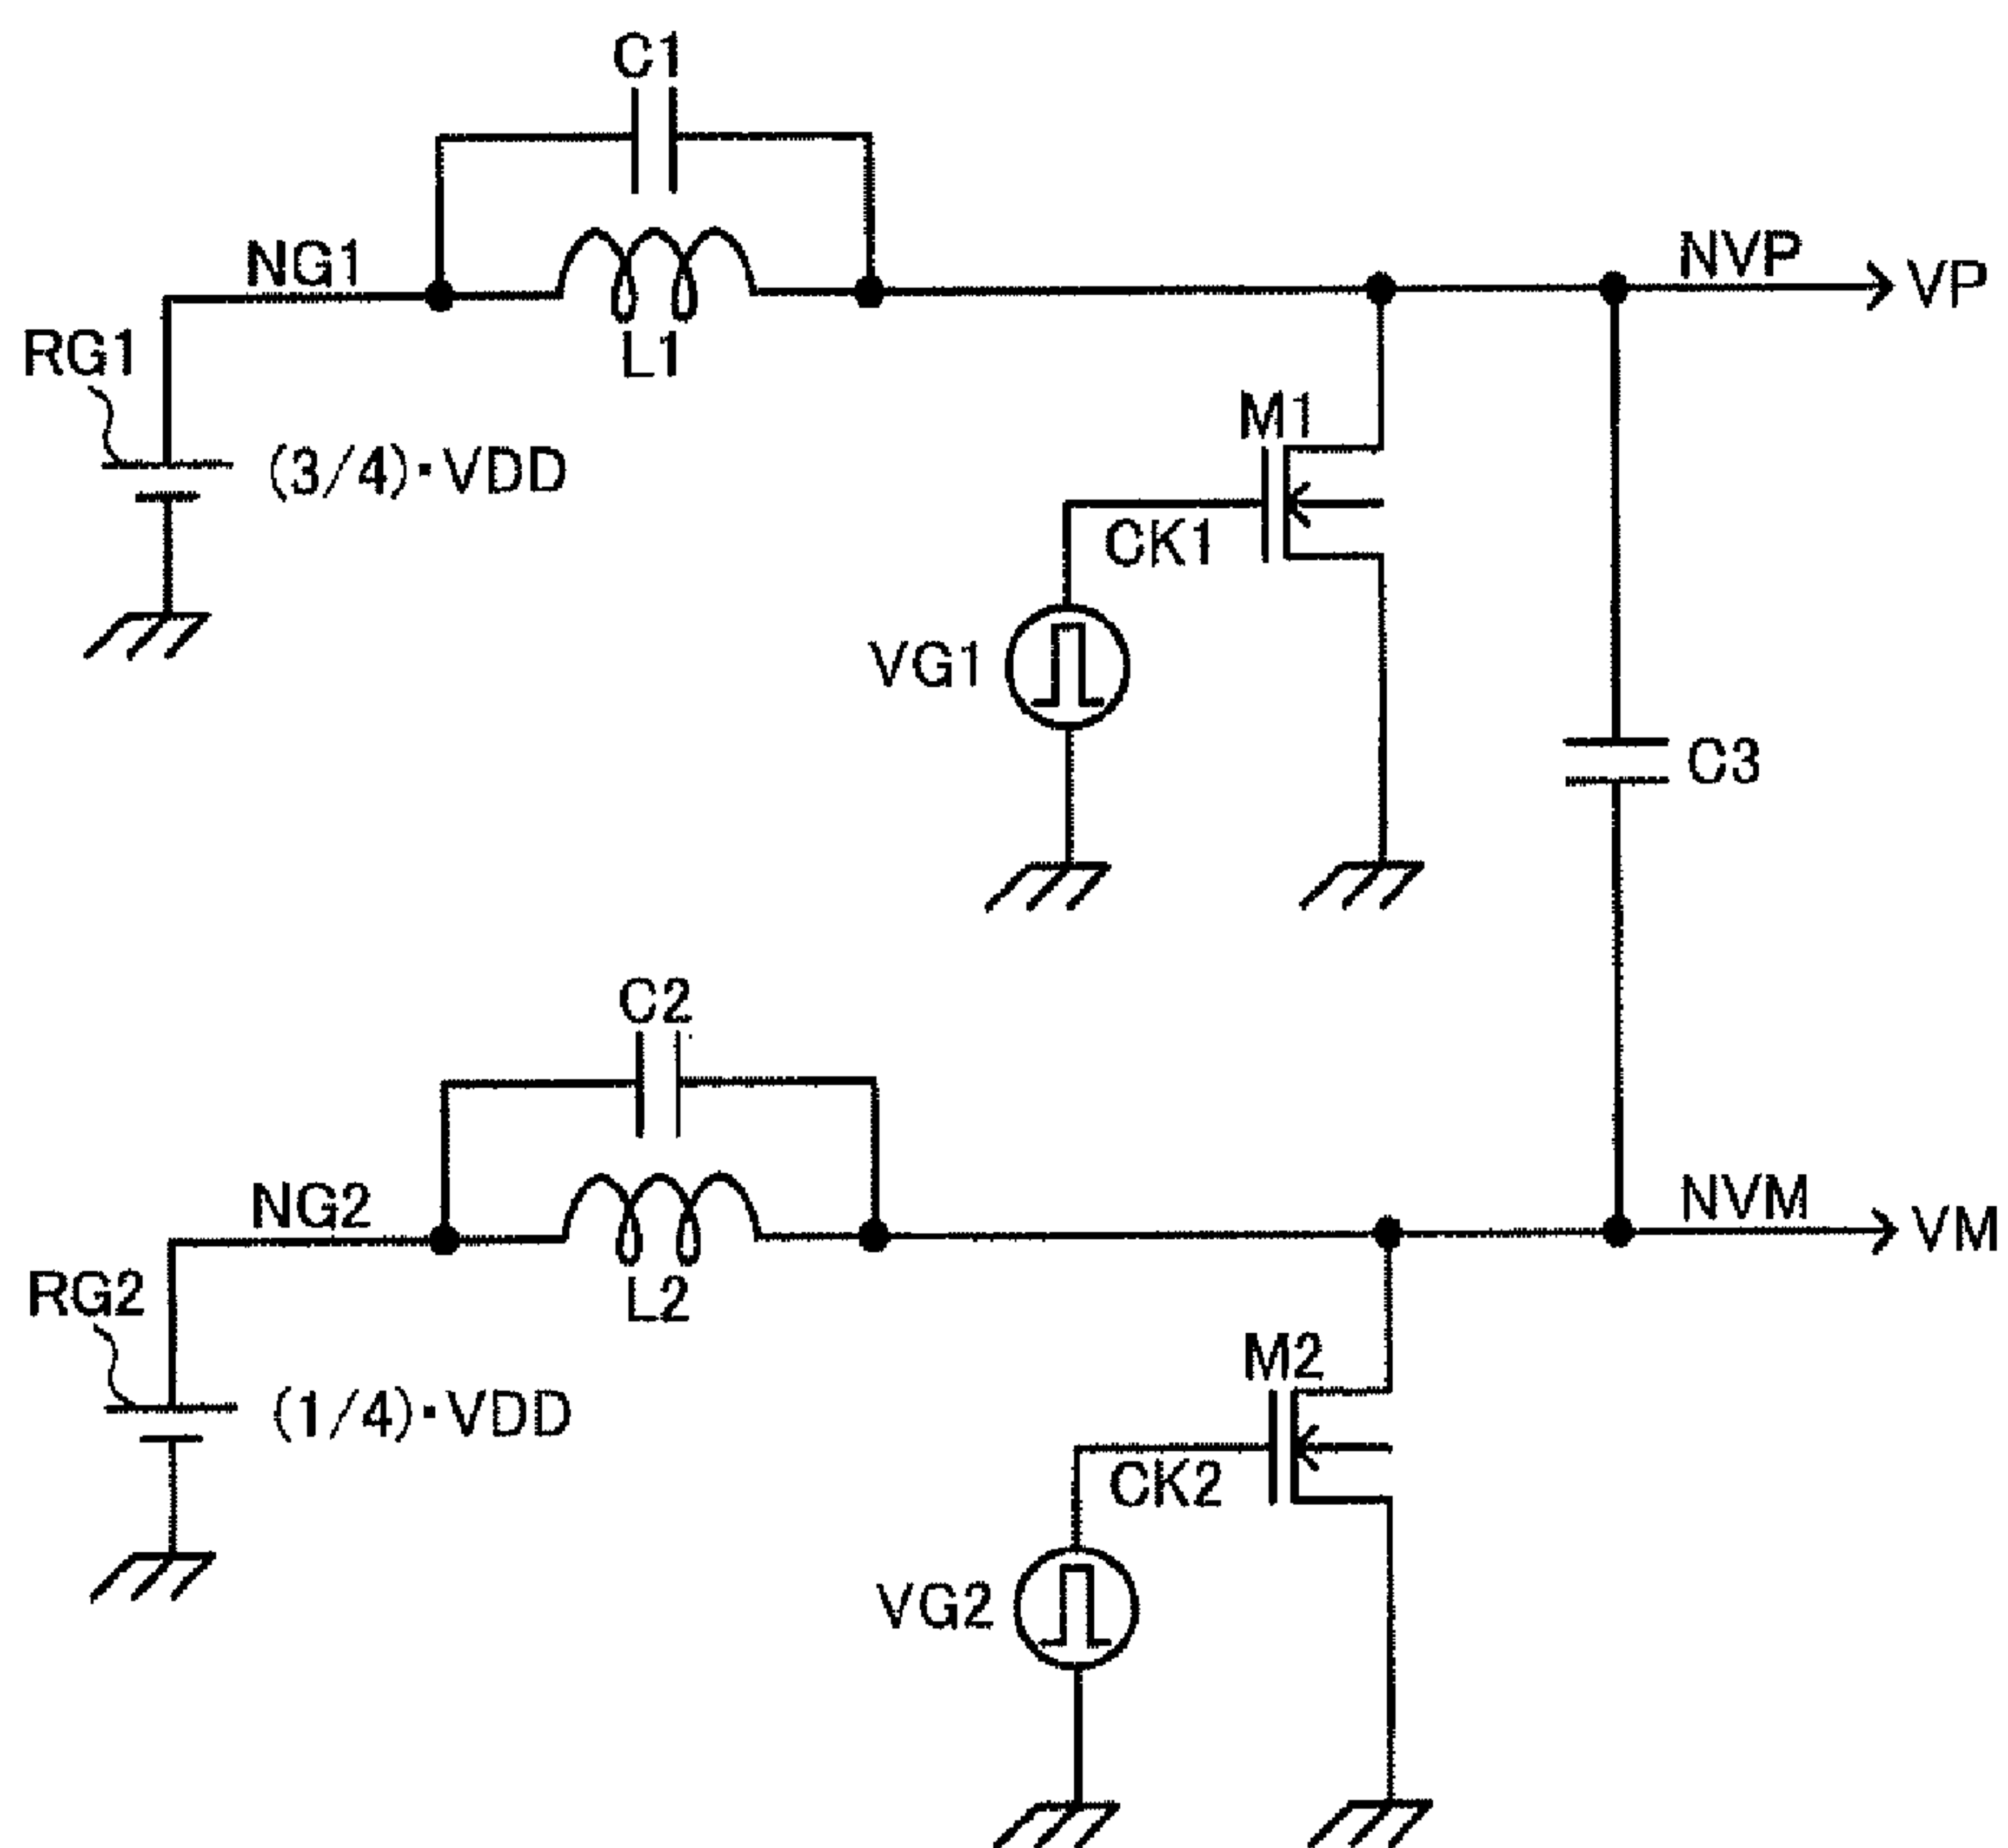 C1
NG1
NVP
VP
RG1
L1
(3/4)·VDD
M1
CK1
VG1
C3
C2
NG2
NVM
VM
RG2
L2
(1/4)·VDD
M2
CK2
VG2